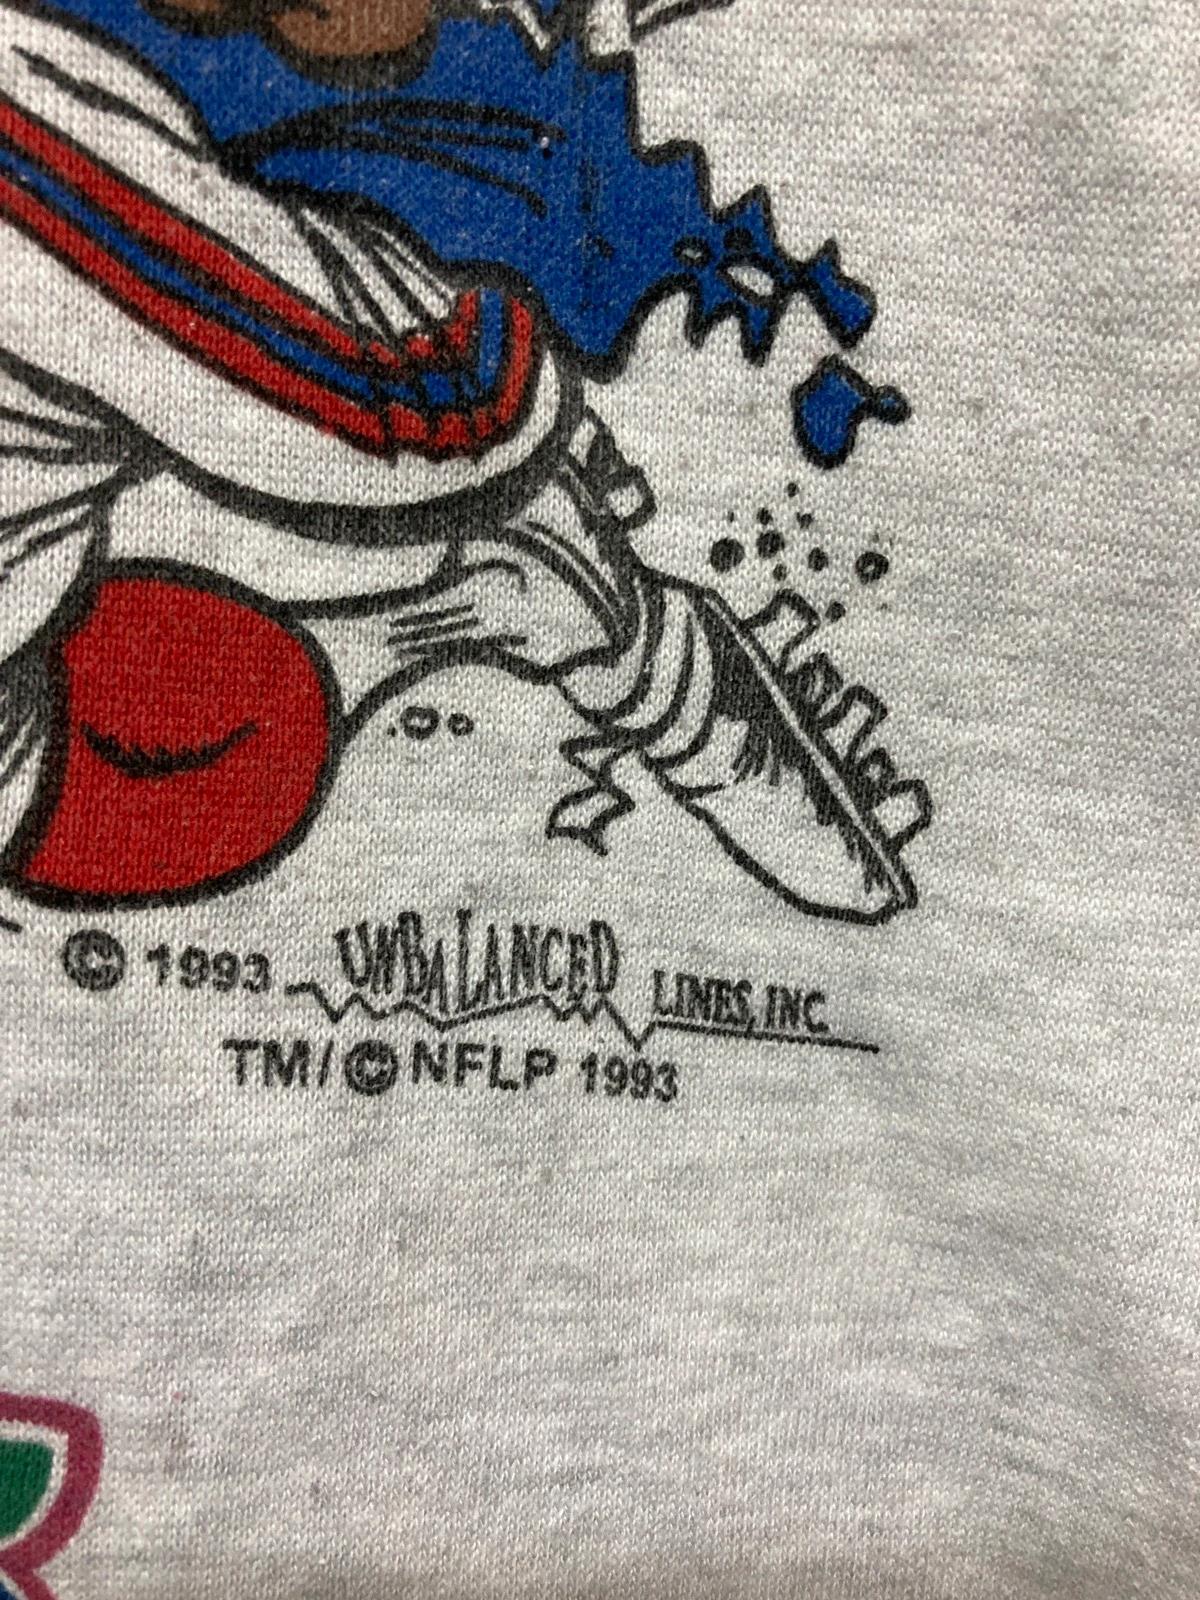 © 1993 UNBALANCED LINES, INC
TM/© NFLP 1993